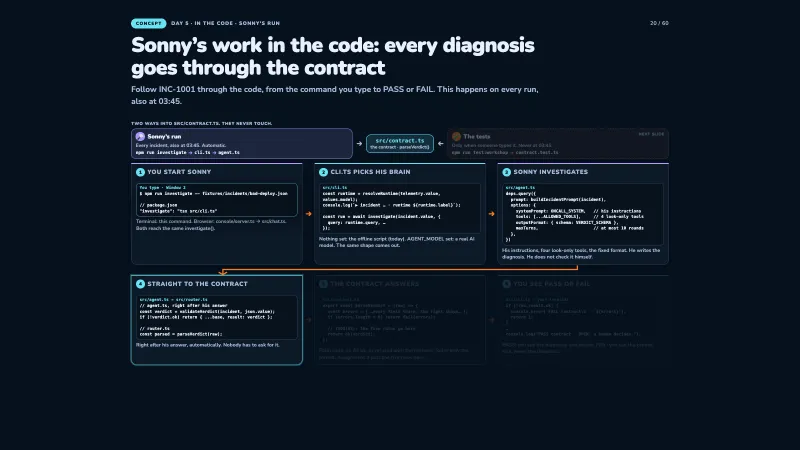 CONCEPT
DAY 5 · IN THE CODE · SONNY'S RUN
20 / 60
Sonny's work in the code: every diagnosis
goes through the contract
Follow INC-1001 through the code, from the command you type to PASS or FAIL. This happens on every run,
also at 03:45.
TWO WAYS INTO SRC/CONTRACT.TS. THEY NEVER TOUCH.
Sonny's run
Every incident, also at 03:45. Automatic.
npm run investigate → cli.ts → agent.ts
src/contract.ts
the contract · parseVerdict()
The tests
NEXT SLIDE
1 YOU START SONNY
You type · Window 2
$ npm run investigate -- fixtures/incidents/bad-deploy.json
// package.json
"investigate": "tsx src/cli.ts"
Terminal: this command. Browser: console/server.ts → src/chat.ts.
Both reach the same investigate().
2 CLI.TS PICKS HIS BRAIN
src/cli.ts
const runtime = resolveRuntime(telemetry.value,
values.model);
console.log(`▸ incident … · runtime ${runtime.label}`);
const run = await investigate(incident.value, {
query: runtime.query, …
});
Nothing set: the offline script (today). AGENT_MODEL set: a real AI
model. The same shape comes out.
3 SONNY INVESTIGATES
src/agent.ts
deps.query({
prompt: buildIncidentPrompt(incident),
options: {
systemPrompt: ONCALL_SYSTEM, // his instructions
tools: [...ALLOWED_TOOLS], // 4 look-only tools
outputFormat: { schema: VERDICT_SCHEMA },
maxTurns, // at most 10 rounds
},
})
His instructions, four look-only tools, the fixed format. He writes the
diagnosis. He does not check it himself.
4 STRAIGHT TO THE CONTRACT
src/agent.ts → src/router.ts
// agent.ts, right after his answer
const verdict = validateVerdict(incident, json.value);
if (!verdict.ok) return { ...base, result: verdict };
// router.ts
const parsed = parseVerdict(raw);
Right after his answer, automatically. Nobody has to ask for it.
THE CONTRACT ANSWERS
YOU SEE PASS OR FAIL